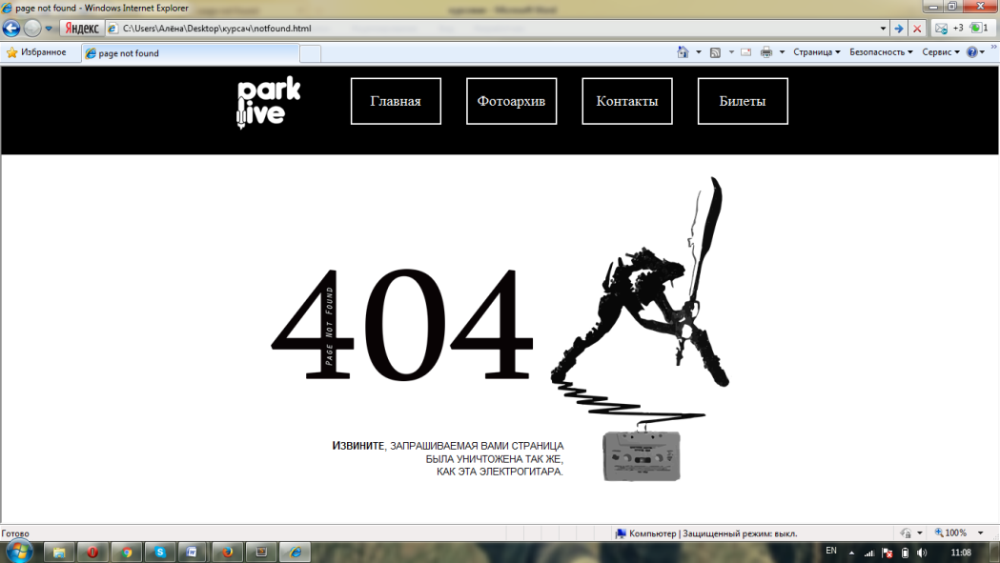 page not found - Windows Internet Explorer
Яндекс C:\Users\Алёна\Desktop\курсач\notfound.html +3 1
Избранное page not found Страница Безопасность Сервис
park live
Главная Фотоархив Контакты Билеты
404
Page Not Found
Извините, запрашиваемая вами страница
была уничтожена так же,
как эта электрогитара.
Готово Компьютер | Защищенный режим: выкл. 100%
EN 11:08